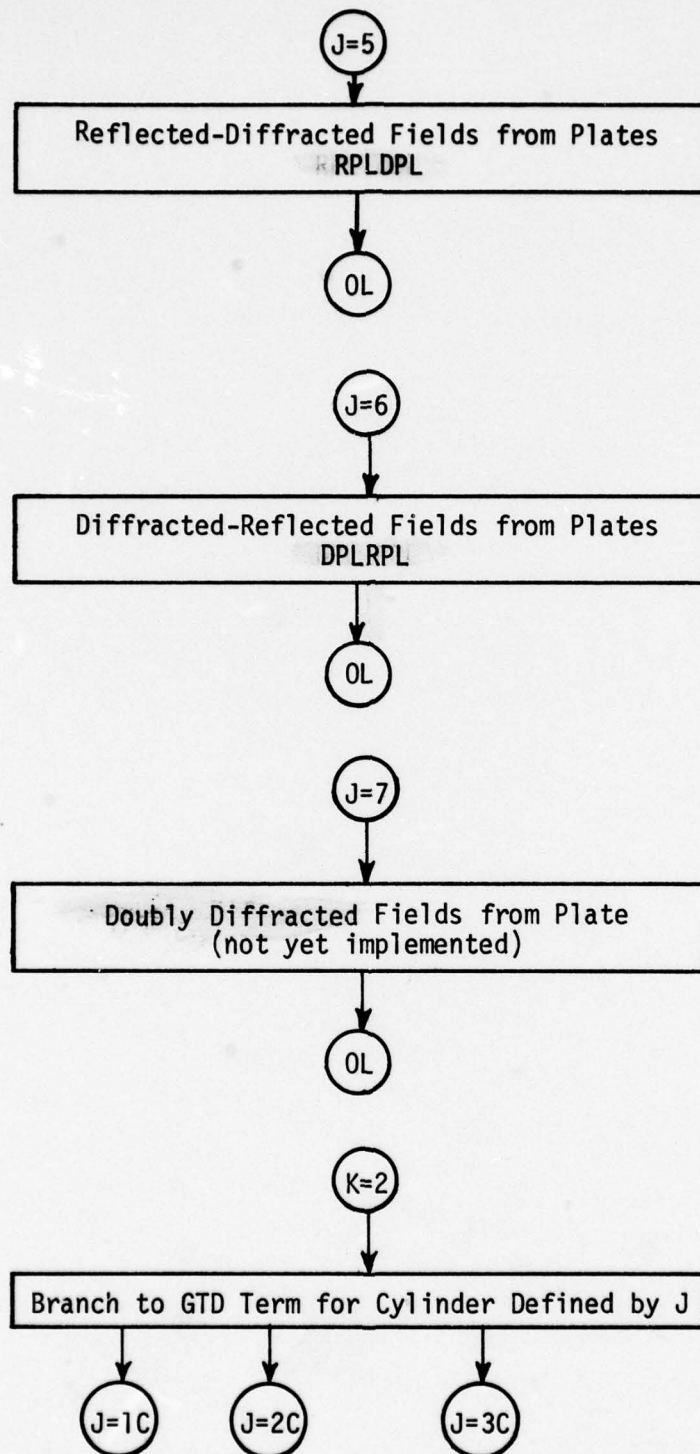 J=5
Reflected-Diffracted Fields from Plates
RPLDPL
OL
J=6
Diffracted-Reflected Fields from Plates
DPLRPL
OL
J=7
Doubly Diffracted Fields from Plate
(not yet implemented)
OL
K=2
Branch to GTD Term for Cylinder Defined by J
J=1C J=2C J=3C